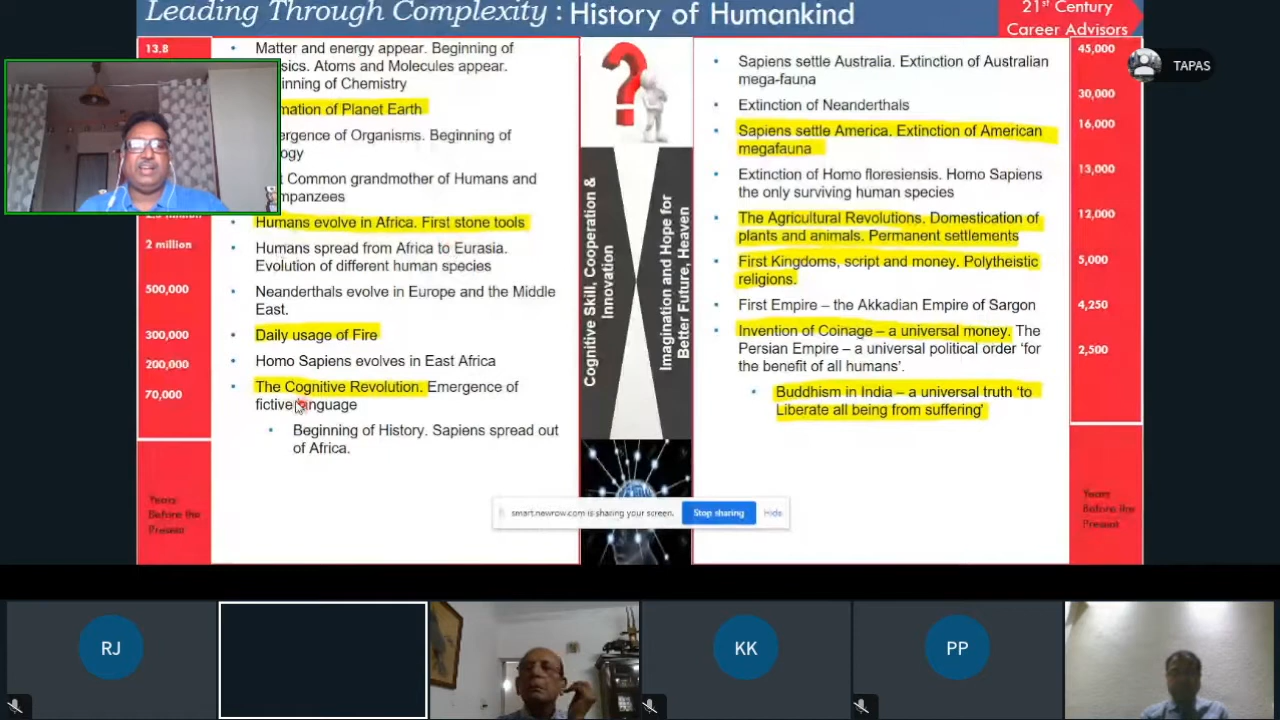 Leading Through Complexity : History of Humankind
21st Century
Career Advisors
13.8
Matter and energy appear. Beginning of
Atoms and Molecules appear.
of Chemistry
of Planet Earth
of Organisms. Beginning of
Common grandmother of Humans and
Humans evolve in Africa. First stone tools
2 million
Humans spread from Africa to Eurasia.
Evolution of different human species
500,000
Neanderthals evolve in Europe and the Middle
East.
300,000
Daily usage of Fire
200,000
Homo Sapiens evolves in East Africa
70,000
The Cognitive Revolution. Emergence of
fictive language
Beginning of History. Sapiens spread out
of Africa.
Years
Before the
Present
Cognitive Skill, Cooperation &
Innovation
Imagination and Hope for
Better Future, Heaven
45,000
Sapiens settle Australia. Extinction of Australian
mega-fauna
30,000
Extinction of Neanderthals
16,000
Sapiens settle America. Extinction of American
megafauna
13,000
Extinction of Homo floresiensis. Homo Sapiens
the only surviving human species
12,000
The Agricultural Revolutions. Domestication of
plants and animals. Permanent settlements
5,000
First Kingdoms, script and money. Polytheistic
religions.
4,250
First Empire – the Akkadian Empire of Sargon
2,500
Invention of Coinage – a universal money. The
Persian Empire – a universal political order ‘for
the benefit of all humans’.
Buddhism in India – a universal truth ‘to
Liberate all being from suffering’
Years
Before the
Present
TAPAS
smart.newrow.com is sharing your screen.
Stop sharing
Hide
RJ
KK
PP